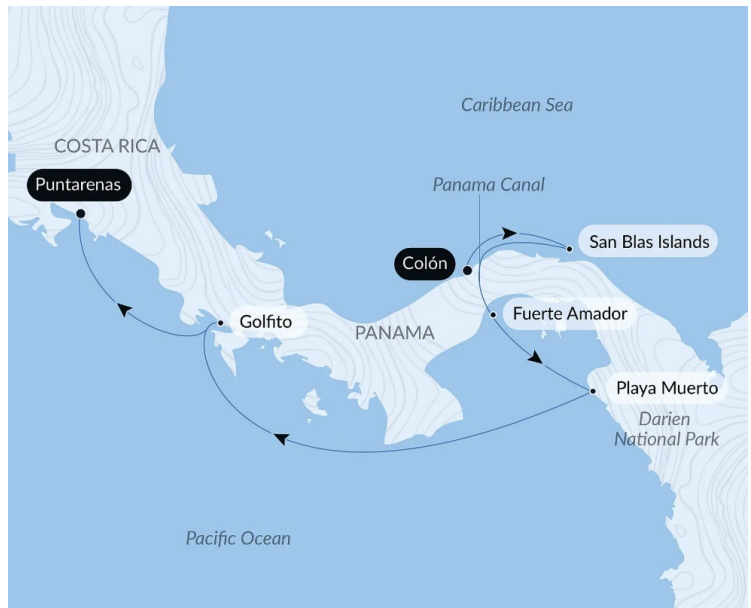 Caribbean Sea
COSTA RICA
Puntarenas
Panama Canal
San Blas Islands
Colón
Fuerte Amador
Golfito
PANAMA
Playa Muerto
Darien
National Park
Pacific Ocean